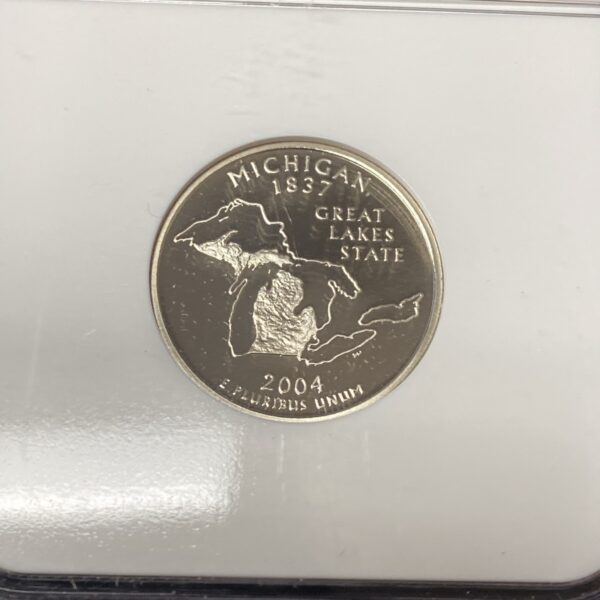 MICHIGAN
1837
GREAT
LAKES
STATE
2004
E PLURIBUS UNUM